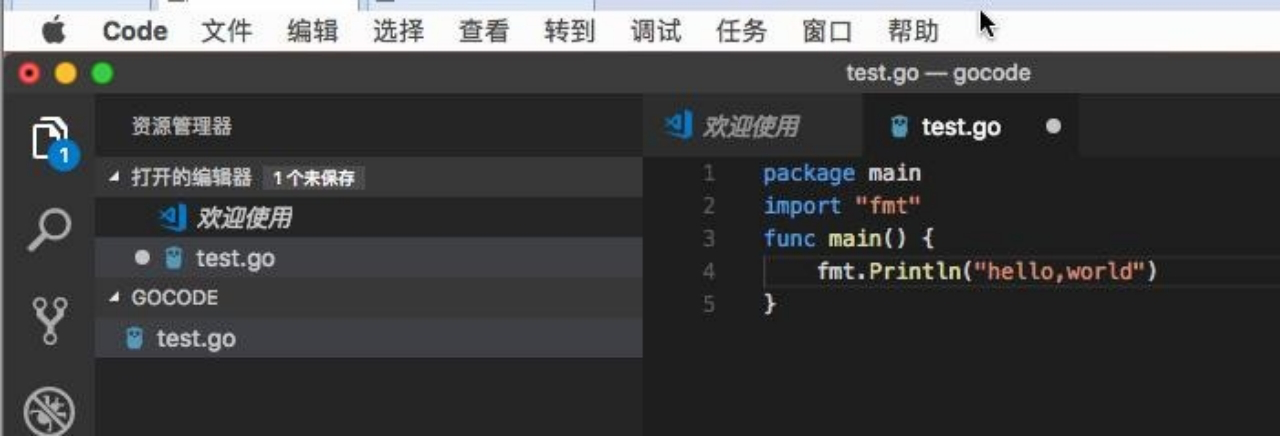 Code 文件 编辑 选择 查看 转到 调试 任务 窗口 帮助
test.go — gocode
资源管理器
打开的编辑器 1个未保存
欢迎使用
test.go
GOCODE
test.go
1
欢迎使用 test.go
1 package main
2 import "fmt"
3 func main() {
4 fmt.Println("hello,world")
5 }